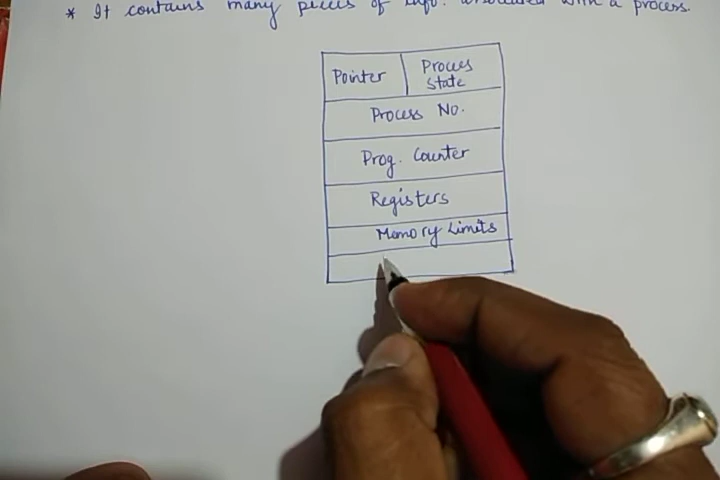 * It contains many pieces of info. associated with a process.
Pointer
Process
State
Process No.
Prog. Counter
Registers
Memory Limits